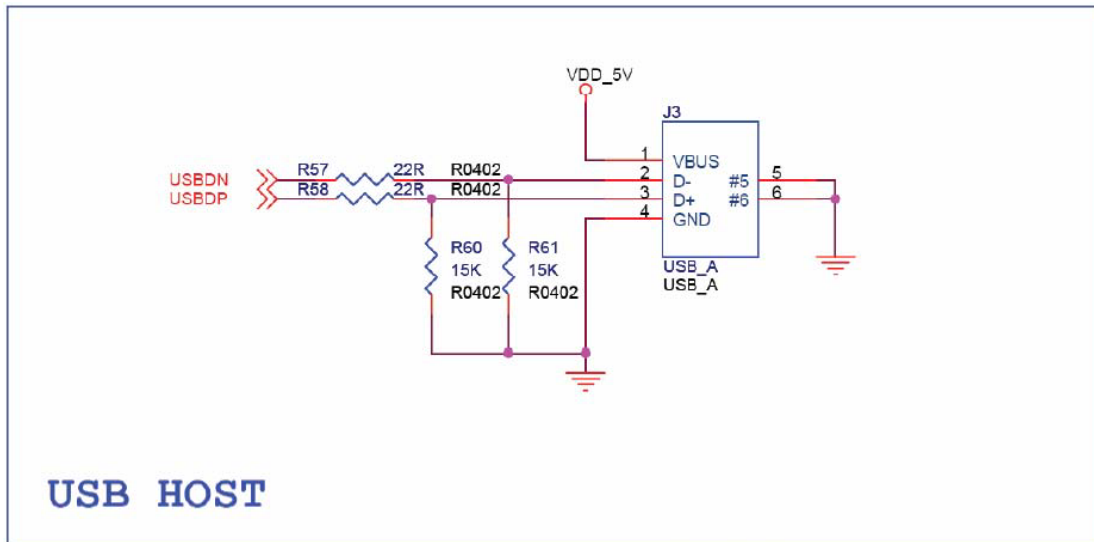 VDD_5V
J3
1
VBUS
USBDN
R57
22R
R0402
2
D-
#5
5
USBDP
R58
22R
R0402
3
D+
#6
6
4
GND
R60
R61
15K
15K
R0402
R0402
USB_A
USB_A
USB HOST